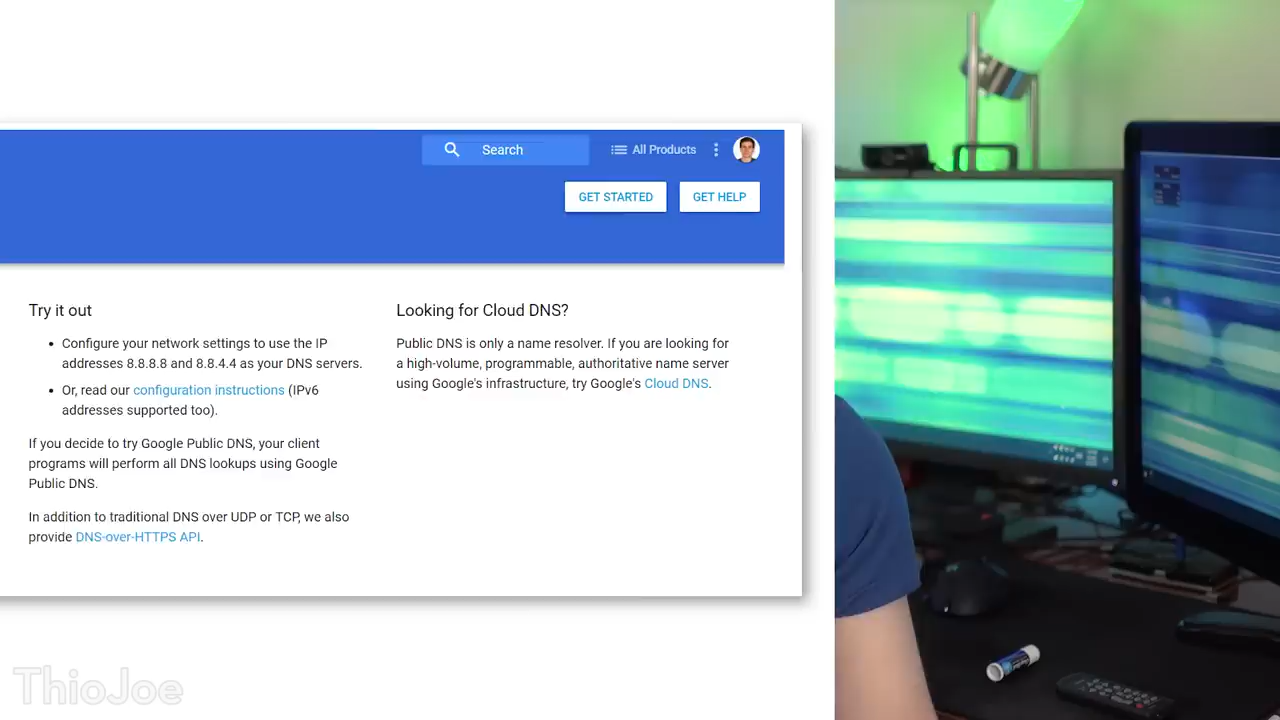 Search
All Products
GET STARTED
GET HELP
Try it out
Configure your network settings to use the IP
addresses 8.8.8.8 and 8.8.4.4 as your DNS servers.
Or, read our configuration instructions (IPv6
addresses supported too).
If you decide to try Google Public DNS, your client
programs will perform all DNS lookups using Google
Public DNS.
In addition to traditional DNS over UDP or TCP, we also
provide DNS-over-HTTPS API.
Looking for Cloud DNS?
Public DNS is only a name resolver. If you are looking for
a high-volume, programmable, authoritative name server
using Google's infrastructure, try Google's Cloud DNS.
ThioJoe